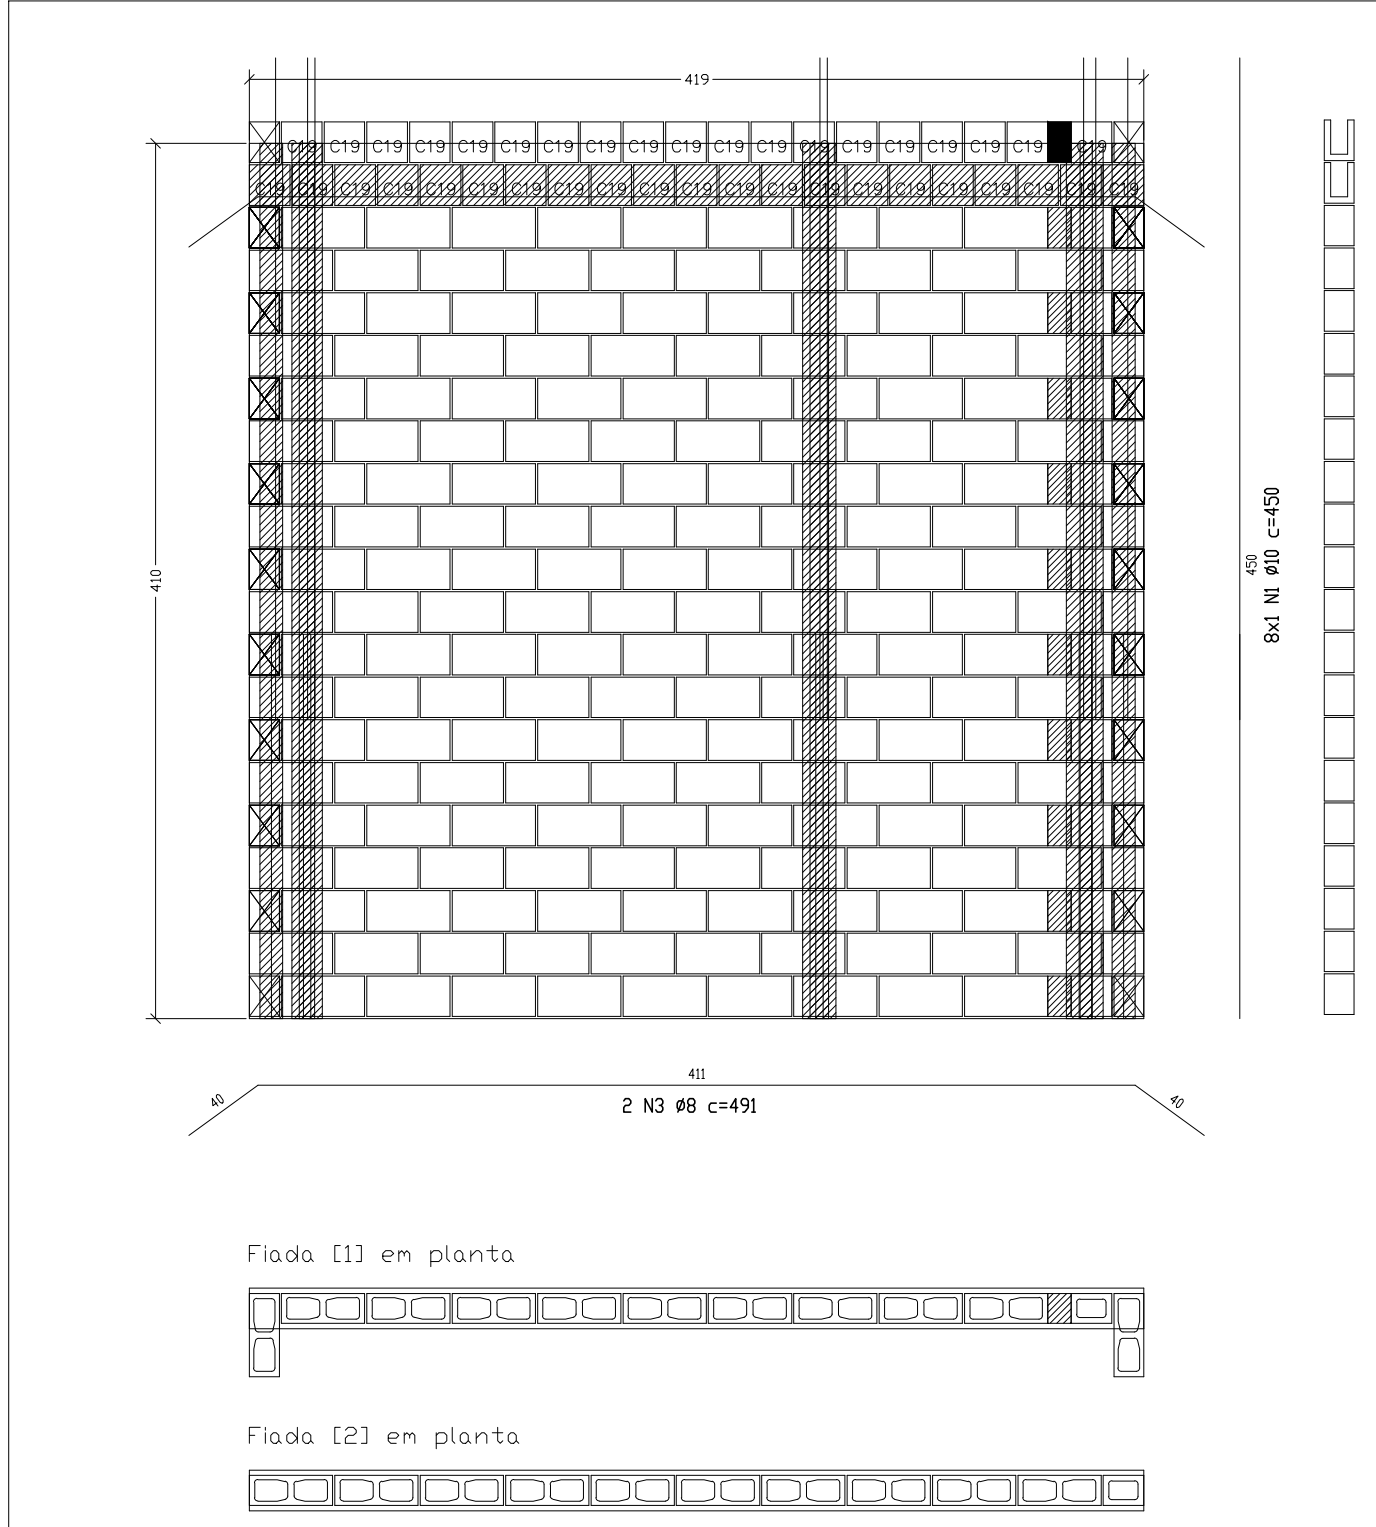 419
C19 C19 C19 C19 C19 C19 C19 C19 C19 C19 C19 C19 C19 C19 C19 C19 C19 C19 C19
C19 C19 C19 C19 C19 C19 C19 C19 C19 C19 C19 C19 C19 C19 C19 C19 C19 C19 C19 C19 C19
410
450
8x1 N1 ø10 c=450
411
40
40
2 N3 ø8 c=491
Fiada [1] em planta
Fiada [2] em planta